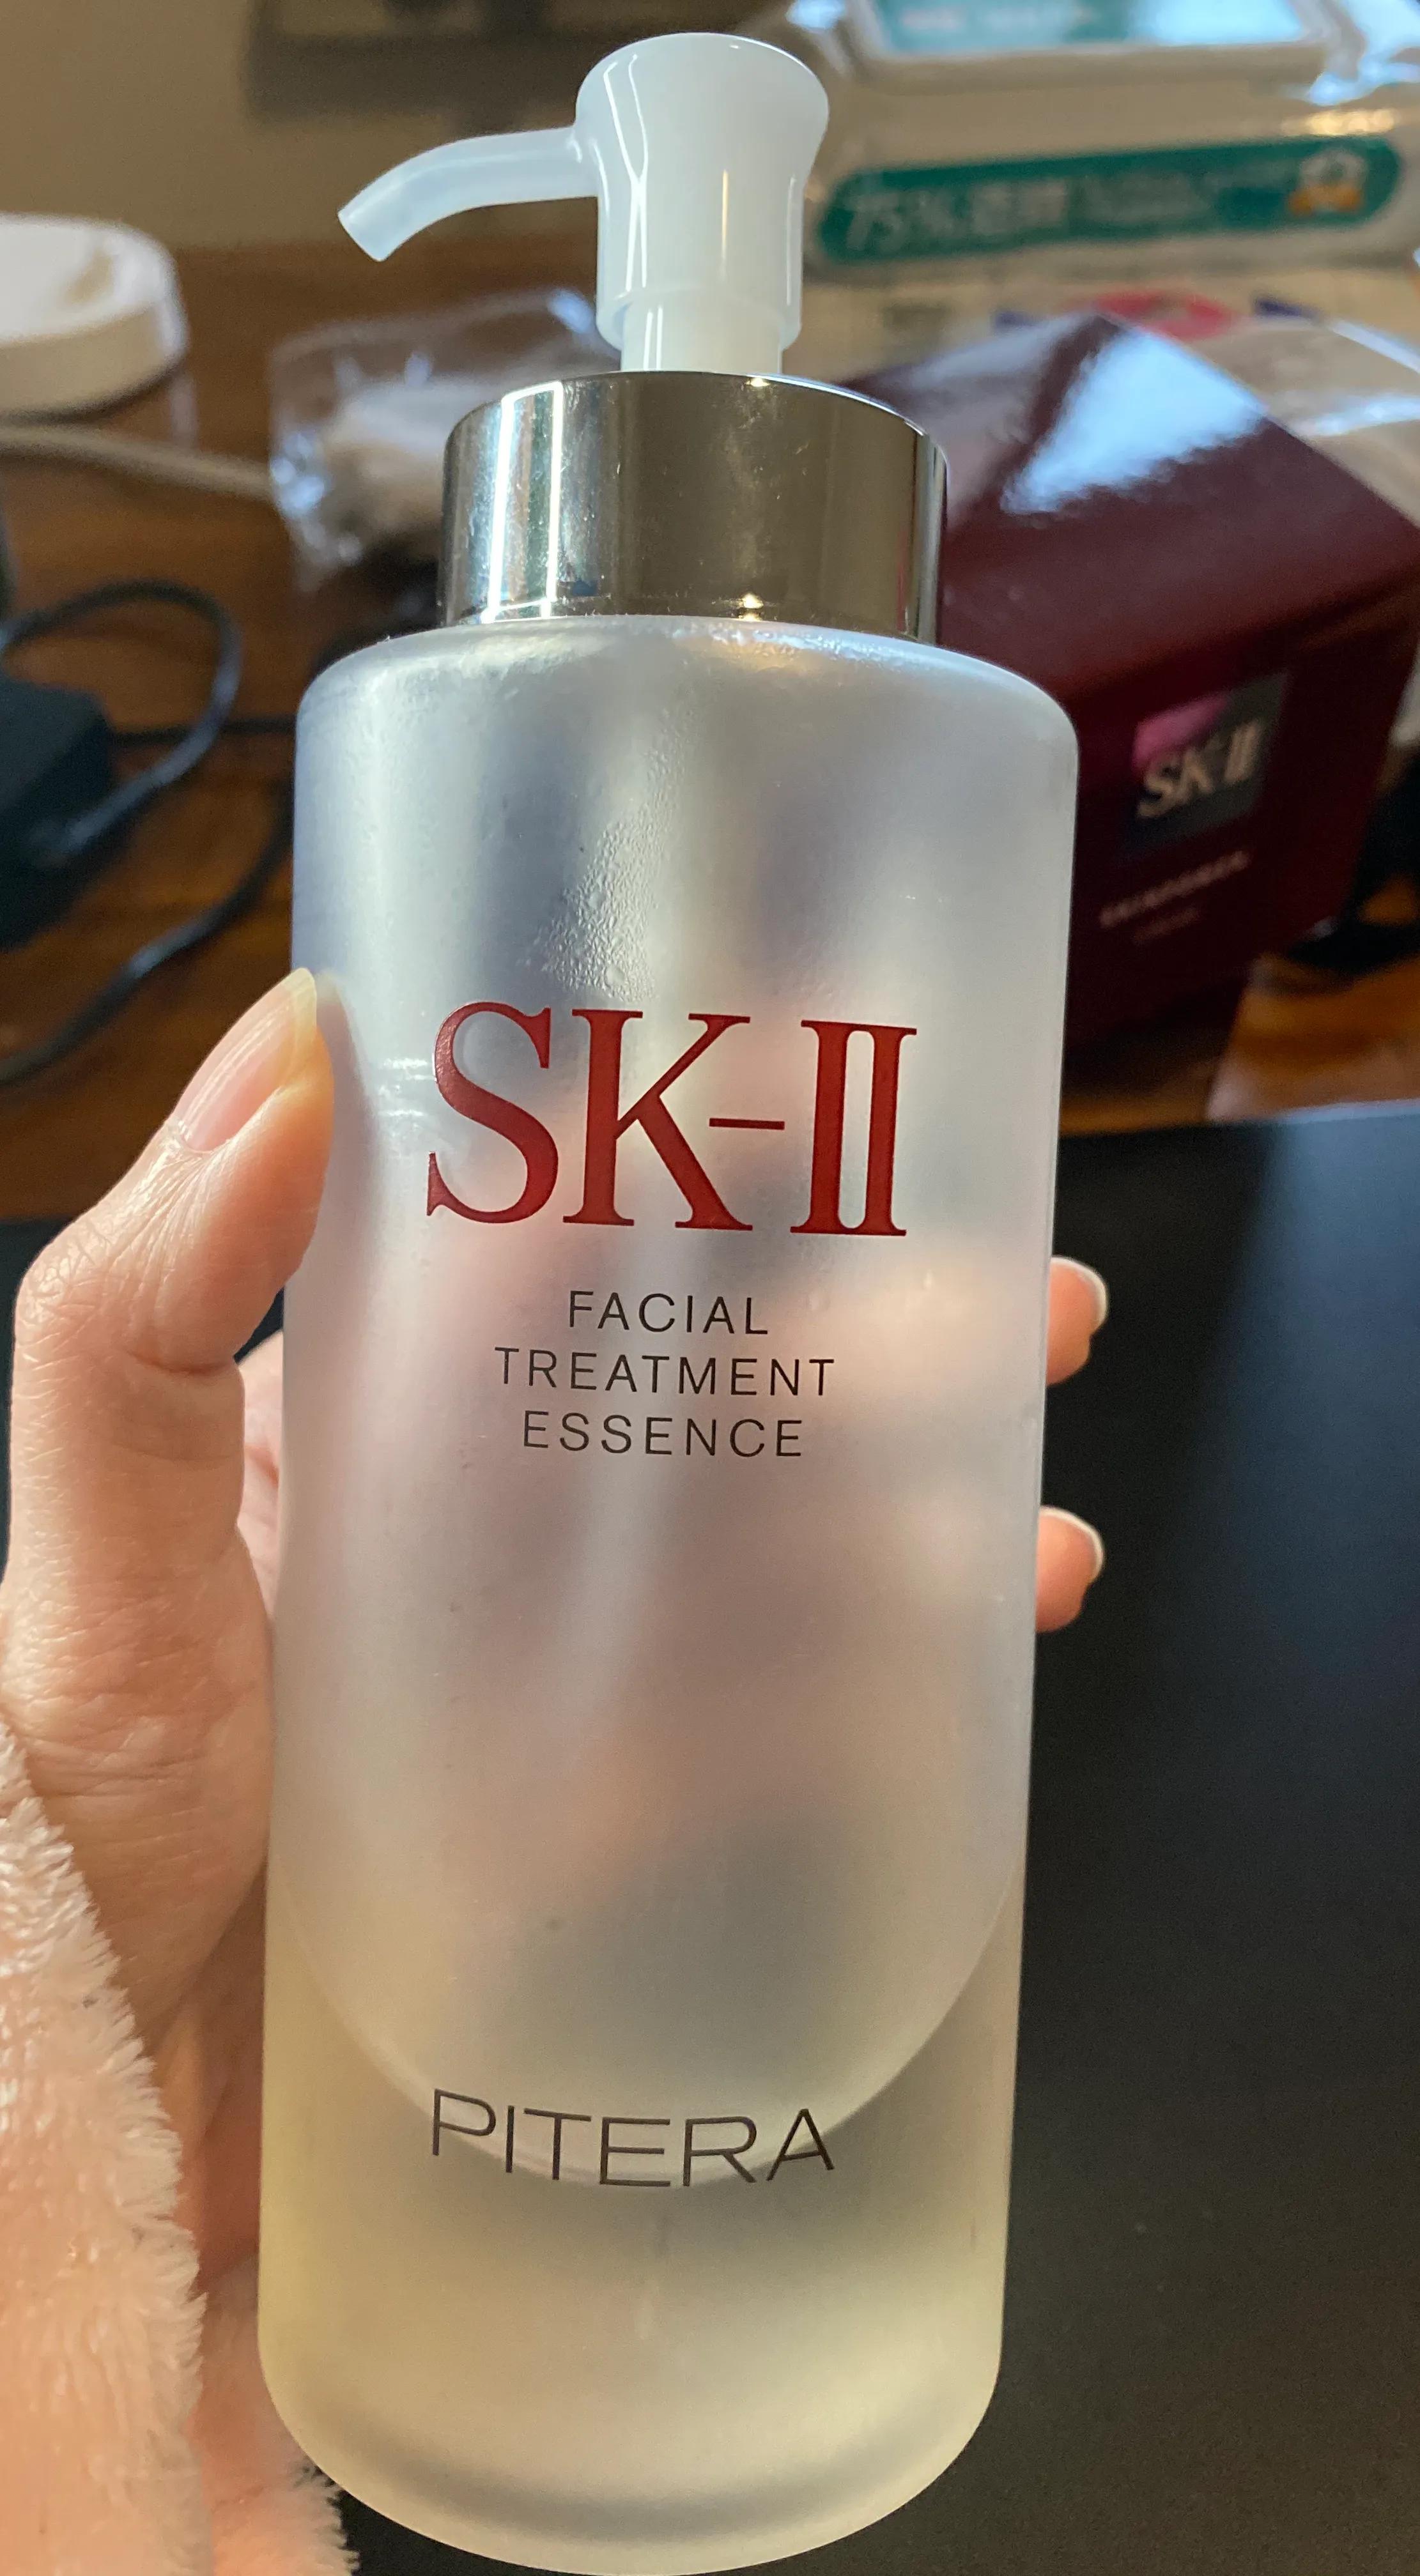 75%
SK-II
SK-II
FACIAL
TREATMENT
ESSENCE
PITERA